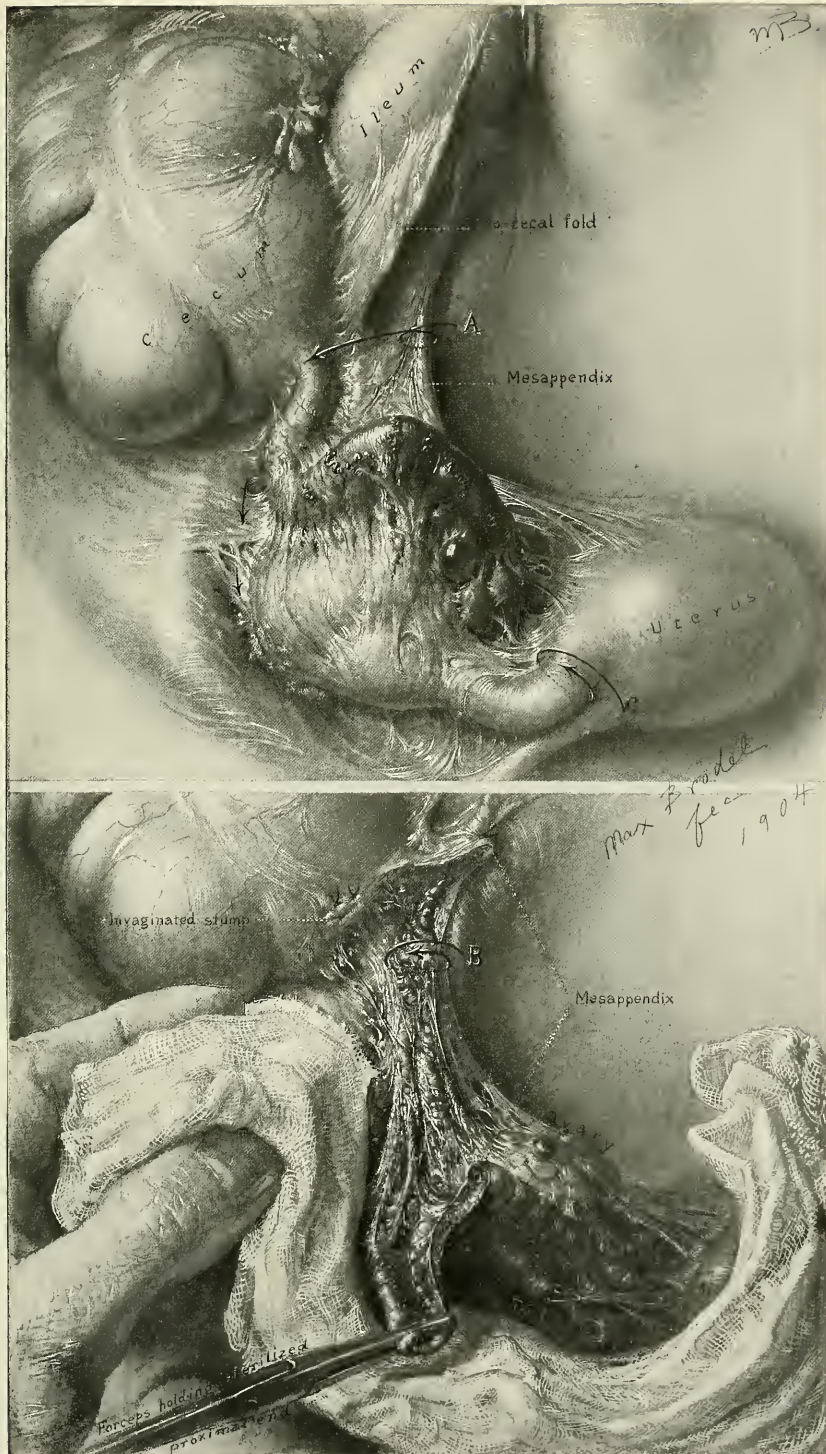 MB.
Ileum
cecal fold
Cecum
A
Mesappendix
Uterus
Max Brödel
fec
1904
Invaginated stump
B
Mesappendix
Ovary
Forceps holding sterilized
proximal end